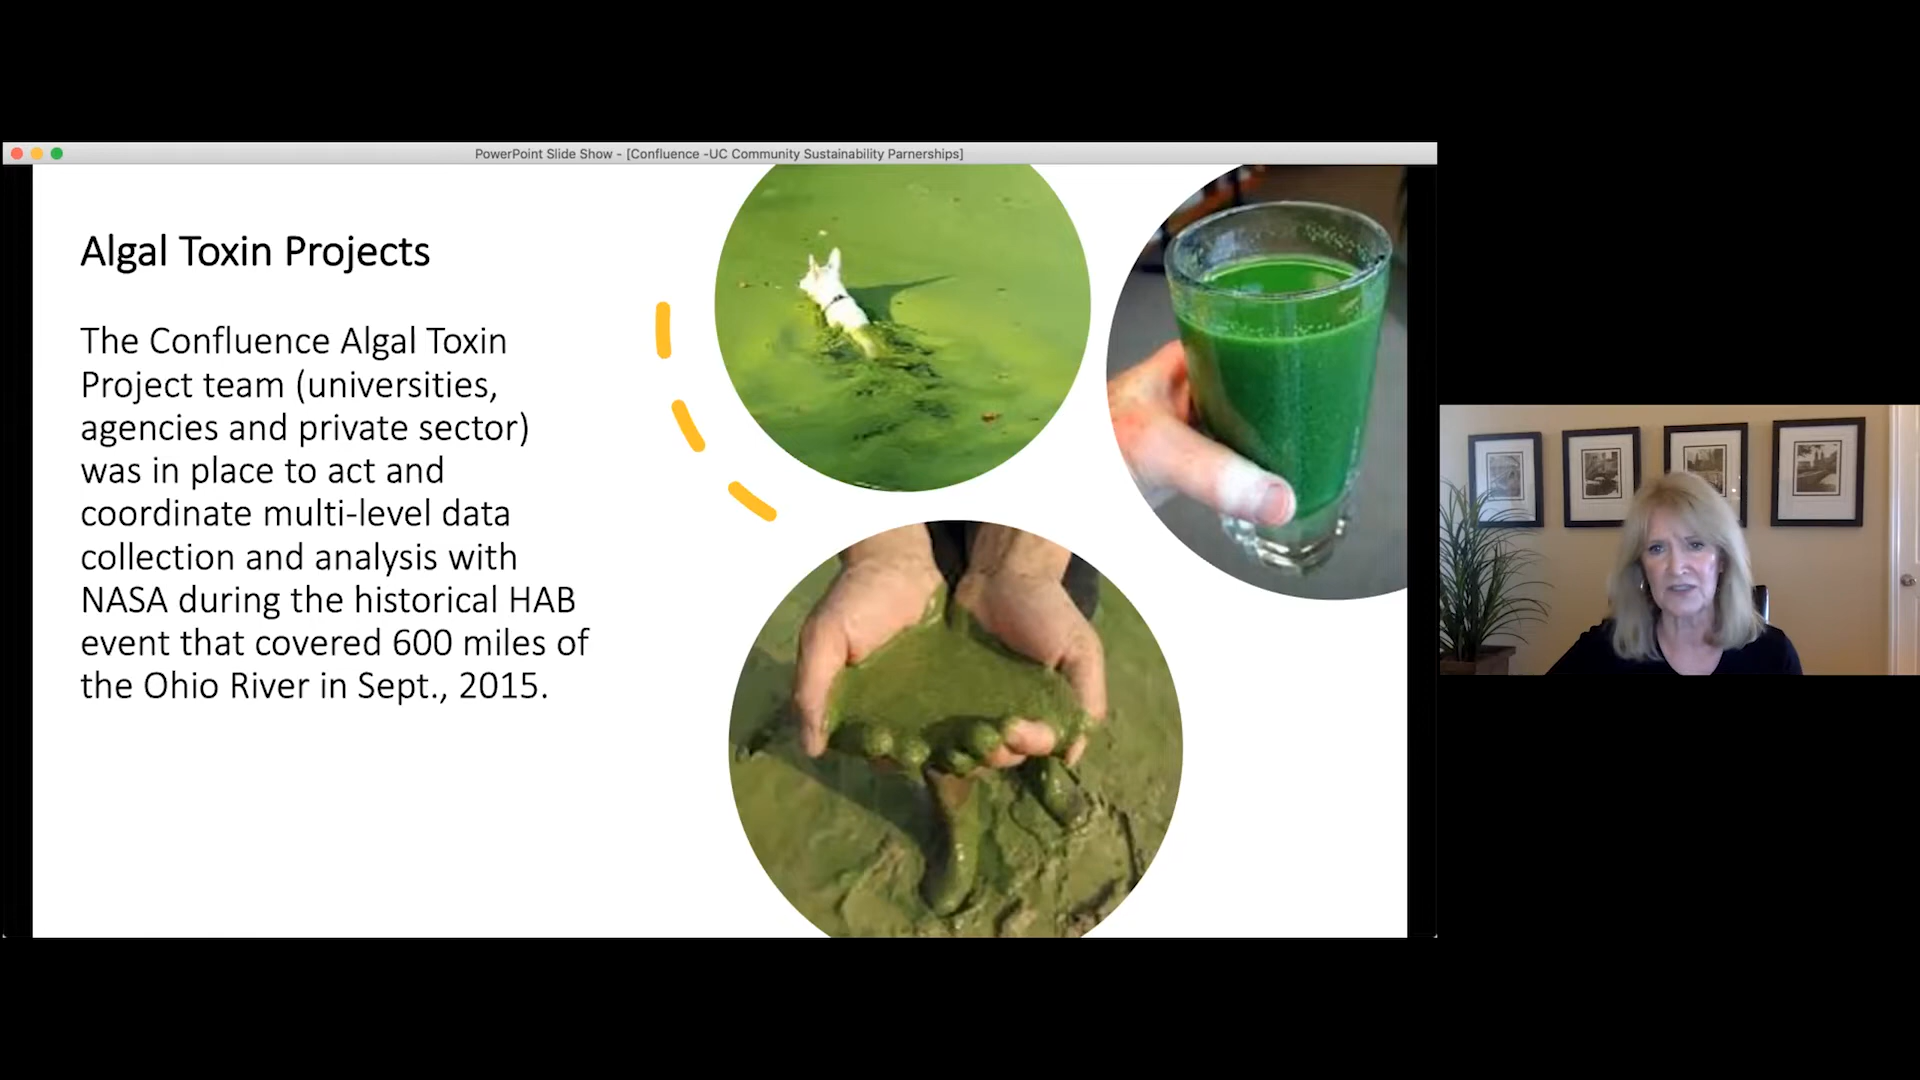 PowerPoint Slide Show - [Confluence -UC Community Sustainability Parnerships]
Algal Toxin Projects
The Confluence Algal Toxin
Project team (universities,
agencies and private sector)
was in place to act and
coordinate multi-level data
collection and analysis with
NASA during the historical HAB
event that covered 600 miles of
the Ohio River in Sept., 2015.